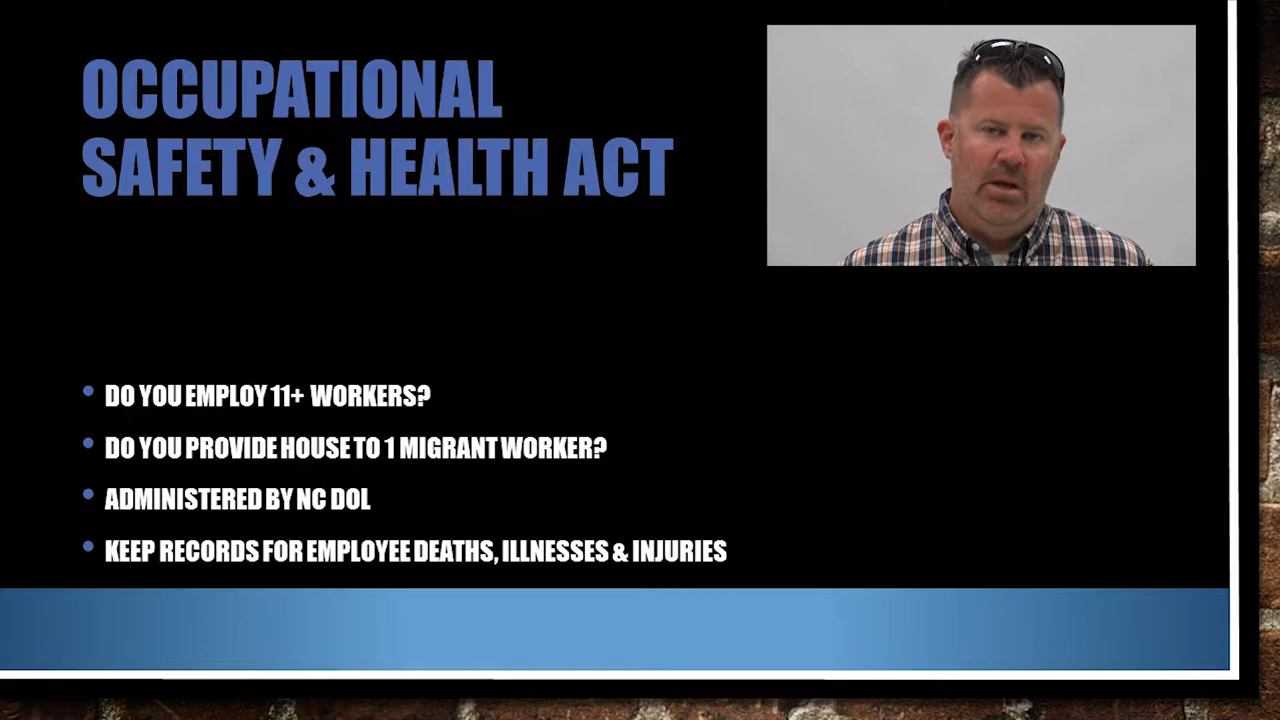 OCCUPATIONAL
SAFETY & HEALTH ACT
• DO YOU EMPLOY 11+ WORKERS?
• DO YOU PROVIDE HOUSE TO 1 MIGRANT WORKER?
• ADMINISTERED BY NC DOL
• KEEP RECORDS FOR EMPLOYEE DEATHS, ILLNESSES & INJURIES